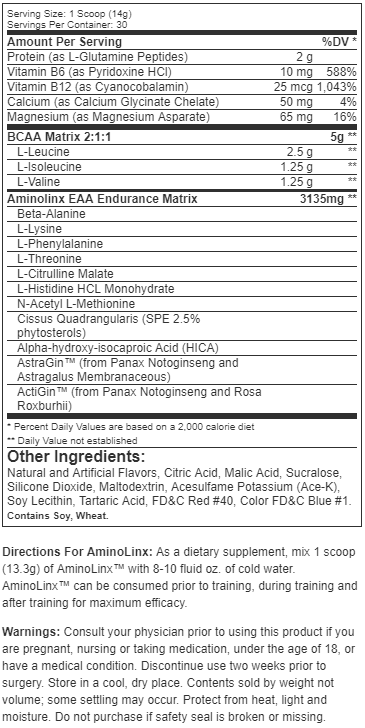 Serving Size: 1 Scoop (14g)
Servings Per Container: 30
Amount Per Serving %DV *
Protein (as L-Glutamine Peptides) 2 g
Vitamin B6 (as Pyridoxine HCl) 10 mg 588%
Vitamin B12 (as Cyanocobalamin) 25 mcg 1,043%
Calcium (as Calcium Glycinate Chelate) 50 mg 4%
Magnesium (as Magnesium Asparate) 65 mg 16%
BCAA Matrix 2:1:1 5g **
L-Leucine 2.5 g **
L-Isoleucine 1.25 g **
L-Valine 1.25 g **
Aminolinx EAA Endurance Matrix 3135mg **
Beta-Alanine
L-Lysine
L-Phenylalanine
L-Threonine
L-Citrulline Malate
L-Histidine HCL Monohydrate
N-Acetyl L-Methionine
Cissus Quadrangularis (SPE 2.5%
phytosterols)
Alpha-hydroxy-isocaproic Acid (HICA)
AstraGin™ (from Panax Notoginseng and
Astragalus Membranaceous)
ActiGin™ (from Panax Notoginseng and Rosa
Roxburhii)
* Percent Daily Values are based on a 2,000 calorie diet
** Daily Value not established
Other Ingredients:
Natural and Artificial Flavors, Citric Acid, Malic Acid, Sucralose,
Silicone Dioxide, Maltodextrin, Acesulfame Potassium (Ace-K),
Soy Lecithin, Tartaric Acid, FD&C Red #40, Color FD&C Blue #1.
Contains Soy, Wheat.
Directions For AminoLinx: As a dietary supplement, mix 1 scoop
(13.3g) of AminoLinx™ with 8-10 fluid oz. of cold water.
AminoLinx™ can be consumed prior to training, during training and
after training for maximum efficacy.
Warnings: Consult your physician prior to using this product if you
are pregnant, nursing or taking medication, under the age of 18, or
have a medical condition. Discontinue use two weeks prior to
surgery. Store in a cool, dry place. Contents sold by weight not
volume; some settling may occur. Protect from heat, light and
moisture. Do not purchase if safety seal is broken or missing.